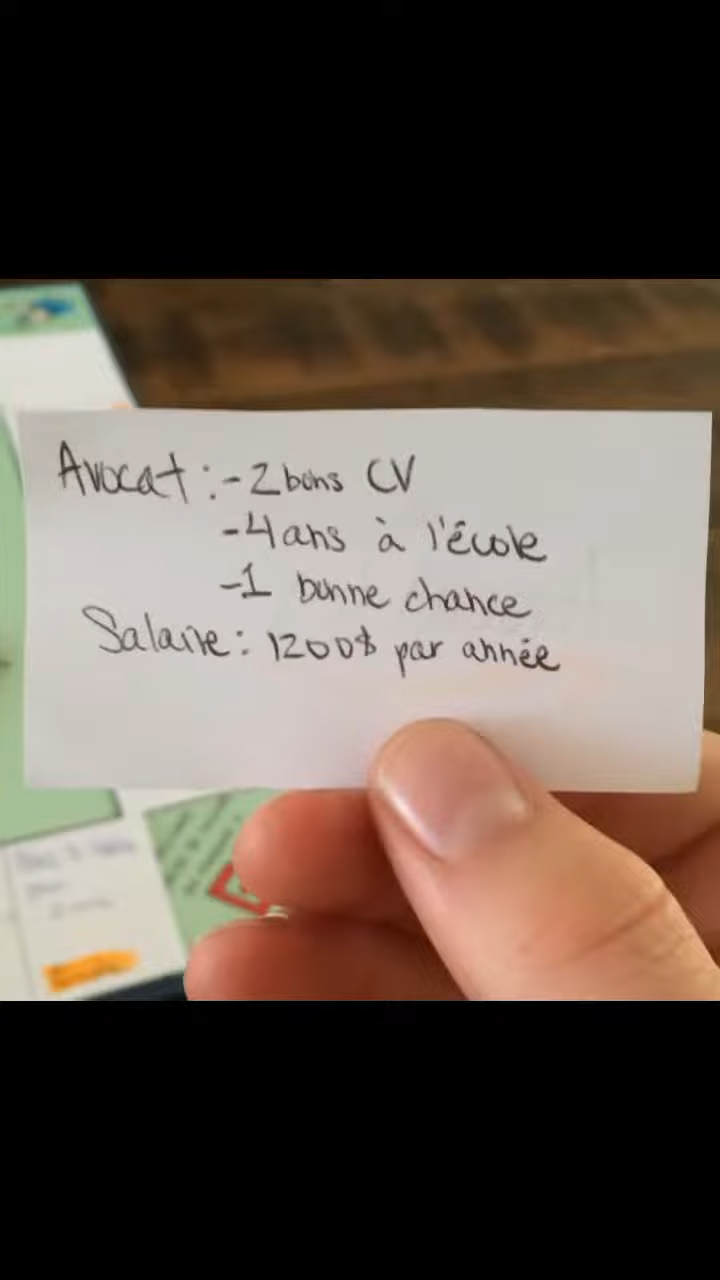 Avocat : - 2 bons CV
- 4 ans à l'école
- 1 bonne chance
Salaire : 1200$ par année